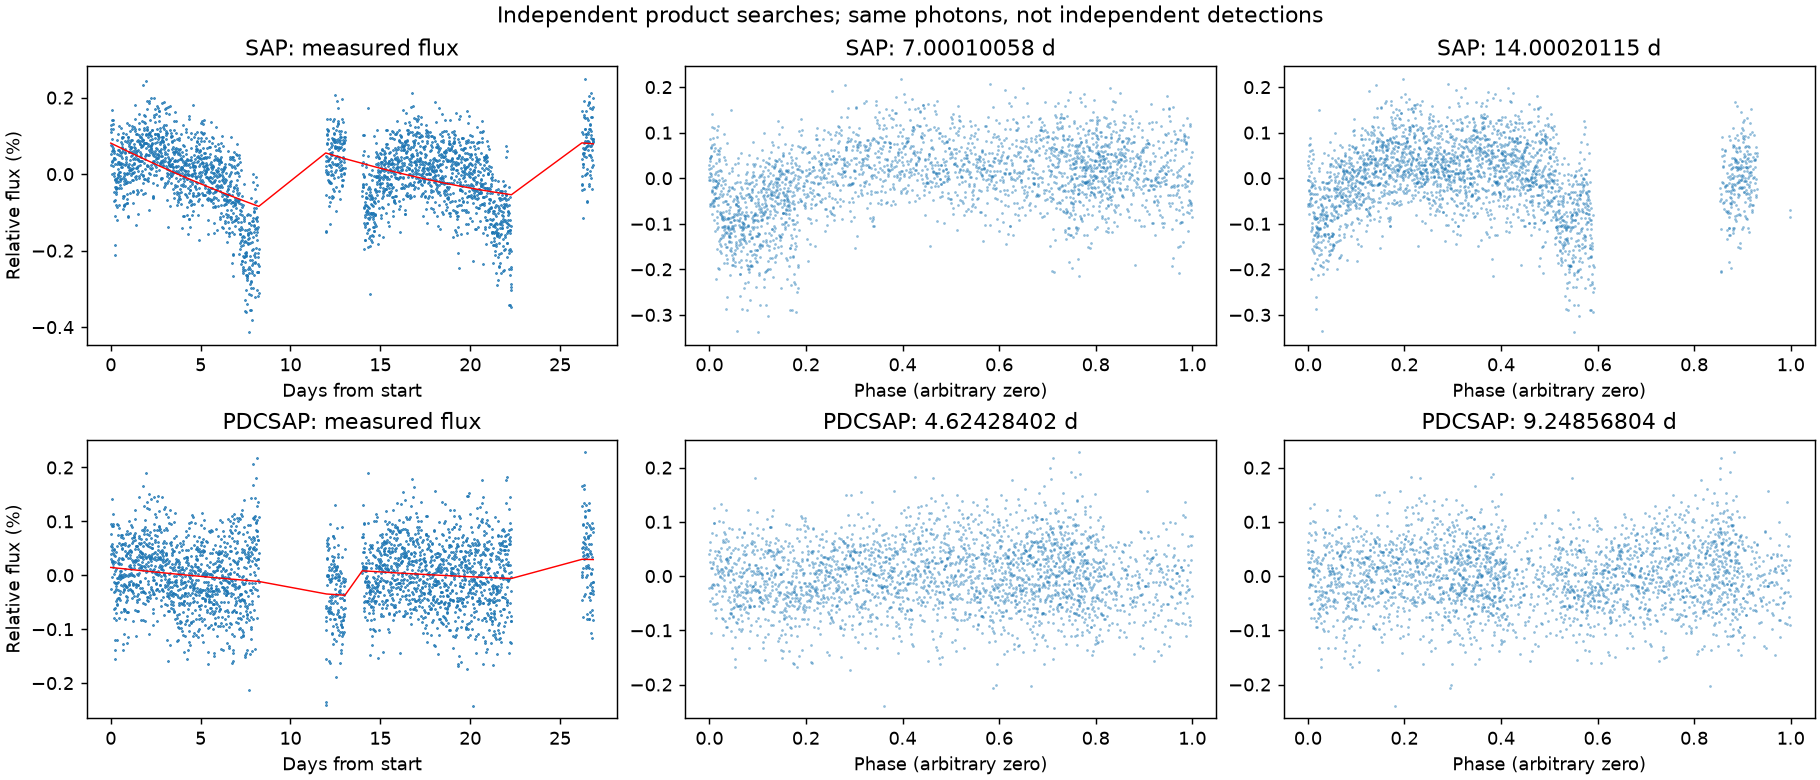 Independent product searches; same photons, not independent detections
SAP: measured flux
SAP: 7.00010058 d
SAP: 14.00020115 d
Relative flux (%)
0.2
0.0
−0.2
−0.4
0 5 10 15 20 25
Days from start
0.2
0.1
0.0
−0.1
−0.2
−0.3
0.0 0.2 0.4 0.6 0.8 1.0
Phase (arbitrary zero)
0.2
0.1
0.0
−0.1
−0.2
−0.3
0.0 0.2 0.4 0.6 0.8 1.0
Phase (arbitrary zero)
PDCSAP: measured flux
PDCSAP: 4.62428402 d
PDCSAP: 9.24856804 d
Relative flux (%)
0.2
0.1
0.0
−0.1
−0.2
0 5 10 15 20 25
Days from start
0.2
0.1
0.0
−0.1
−0.2
0.0 0.2 0.4 0.6 0.8 1.0
Phase (arbitrary zero)
0.2
0.1
0.0
−0.1
−0.2
0.0 0.2 0.4 0.6 0.8 1.0
Phase (arbitrary zero)